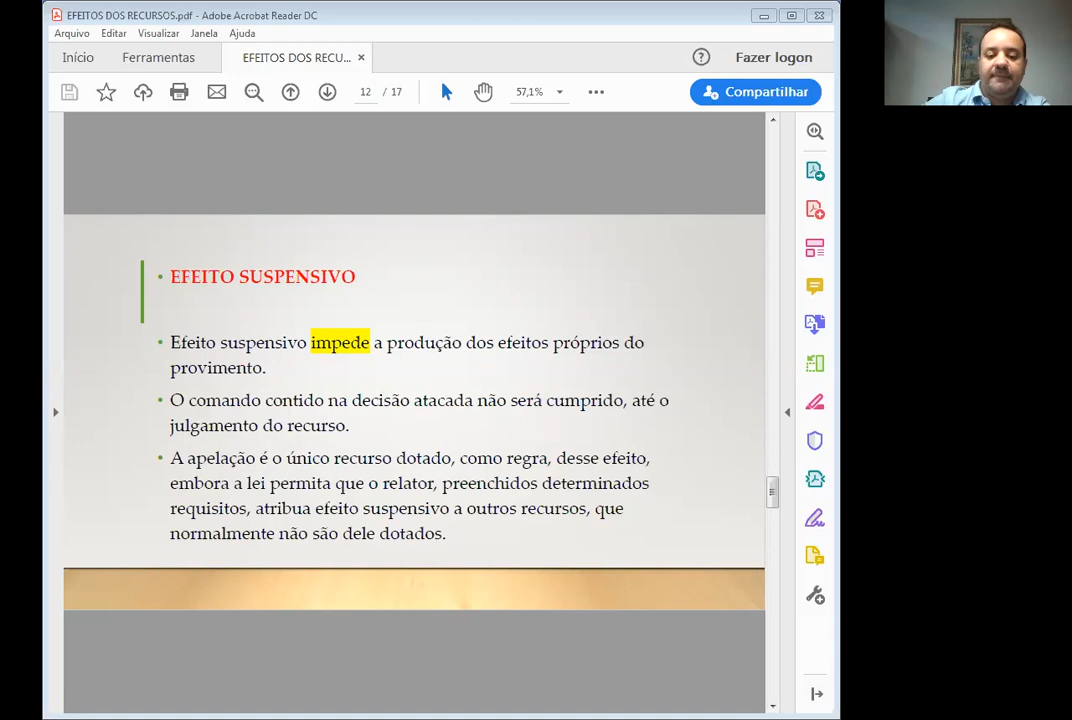 EFEITOS DOS RECURSOS.pdf - Adobe Acrobat Reader DC
Arquivo Editar Visualizar Janela Ajuda
Início Ferramentas EFEITOS DOS RECU... × Fazer logon
12 / 17 57,1% Compartilhar
• EFEITO SUSPENSIVO
• Efeito suspensivo impede a produção dos efeitos próprios do
provimento.
• O comando contido na decisão atacada não será cumprido, até o
julgamento do recurso.
• A apelação é o único recurso dotado, como regra, desse efeito,
embora a lei permita que o relator, preenchidos determinados
requisitos, atribua efeito suspensivo a outros recursos, que
normalmente não são dele dotados.